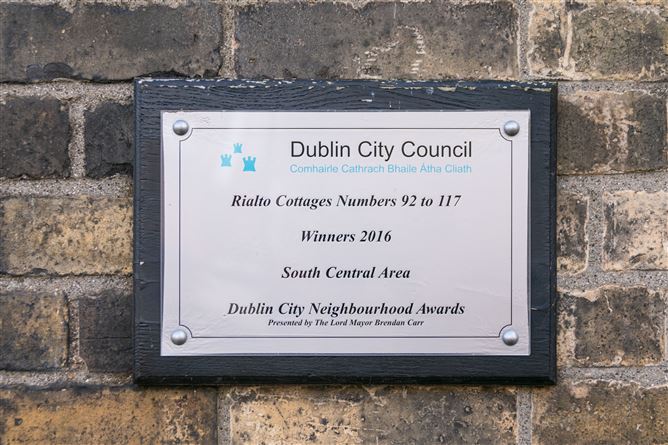 Dublin City Council
Comhairle Cathrach Bhaile Átha Cliath
Rialto Cottages Numbers 92 to 117
Winners 2016
South Central Area
Dublin City Neighbourhood Awards
Presented by The Lord Mayor Brendan Carr